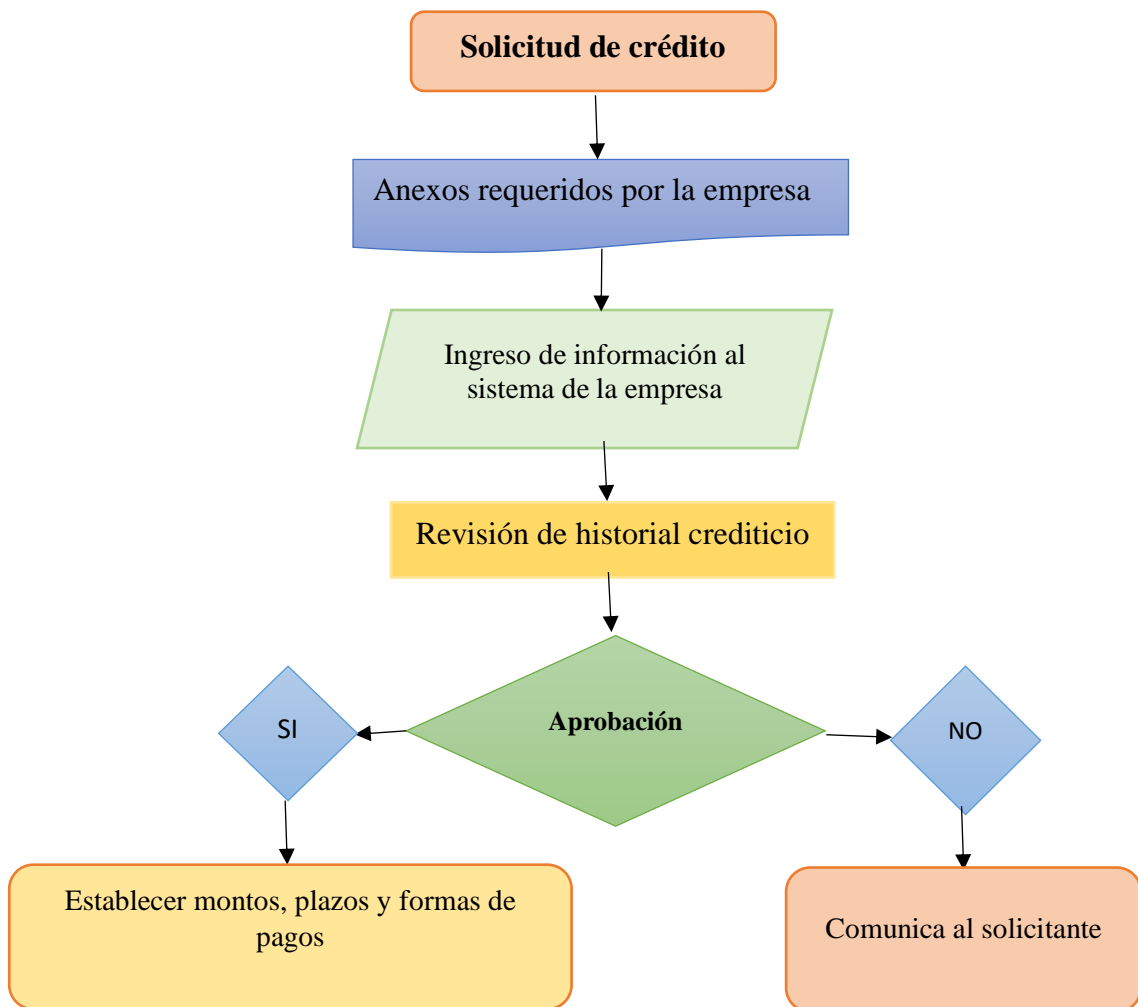 Solicitud de crédito
Anexos requeridos por la empresa
Ingreso de información al
sistema de la empresa
Revisión de historial crediticio
Aprobación
SI
NO
Establecer montos, plazos y formas de
pagos
Comunica al solicitante